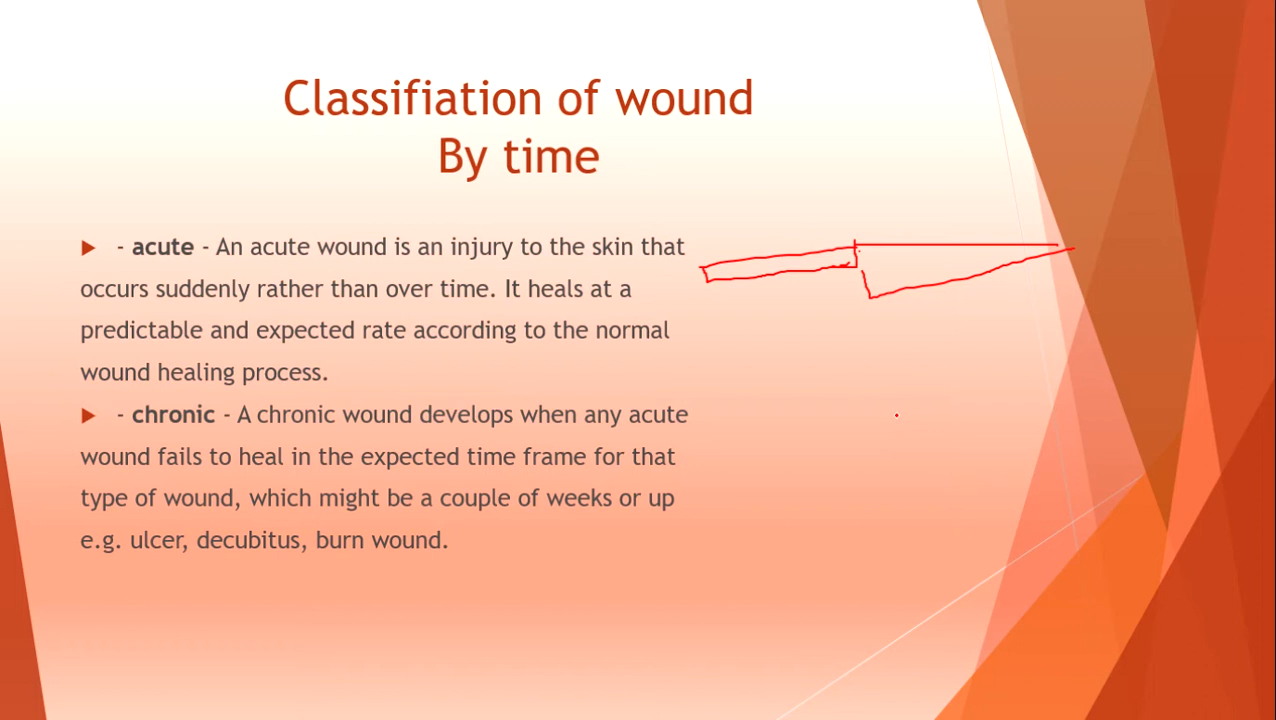 Classifiation of wound
By time
- acute - An acute wound is an injury to the skin that
occurs suddenly rather than over time. It heals at a
predictable and expected rate according to the normal
wound healing process.
- chronic - A chronic wound develops when any acute
wound fails to heal in the expected time frame for that
type of wound, which might be a couple of weeks or up
e.g. ulcer, decubitus, burn wound.